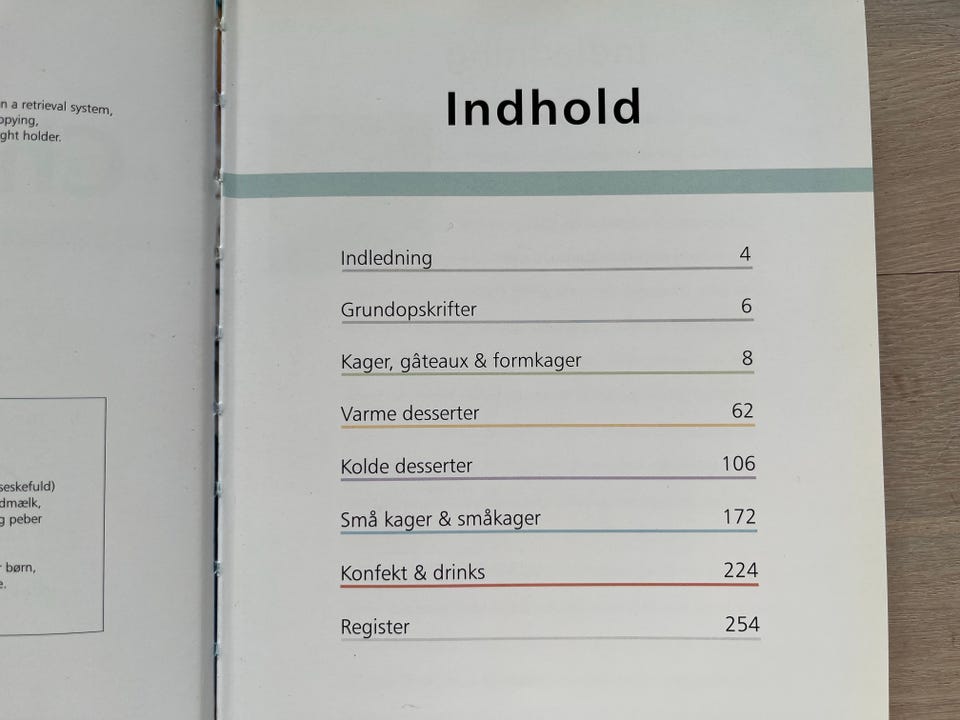 n a retrieval system,
opying,
ght holder.
seskefuld)
dmælk,
g peber
børn,
e.
Indhold
Indledning 4
Grundopskrifter 6
Kager, gâteaux & formkager 8
Varme desserter 62
Kolde desserter 106
Små kager & småkager 172
Konfekt & drinks 224
Register 254